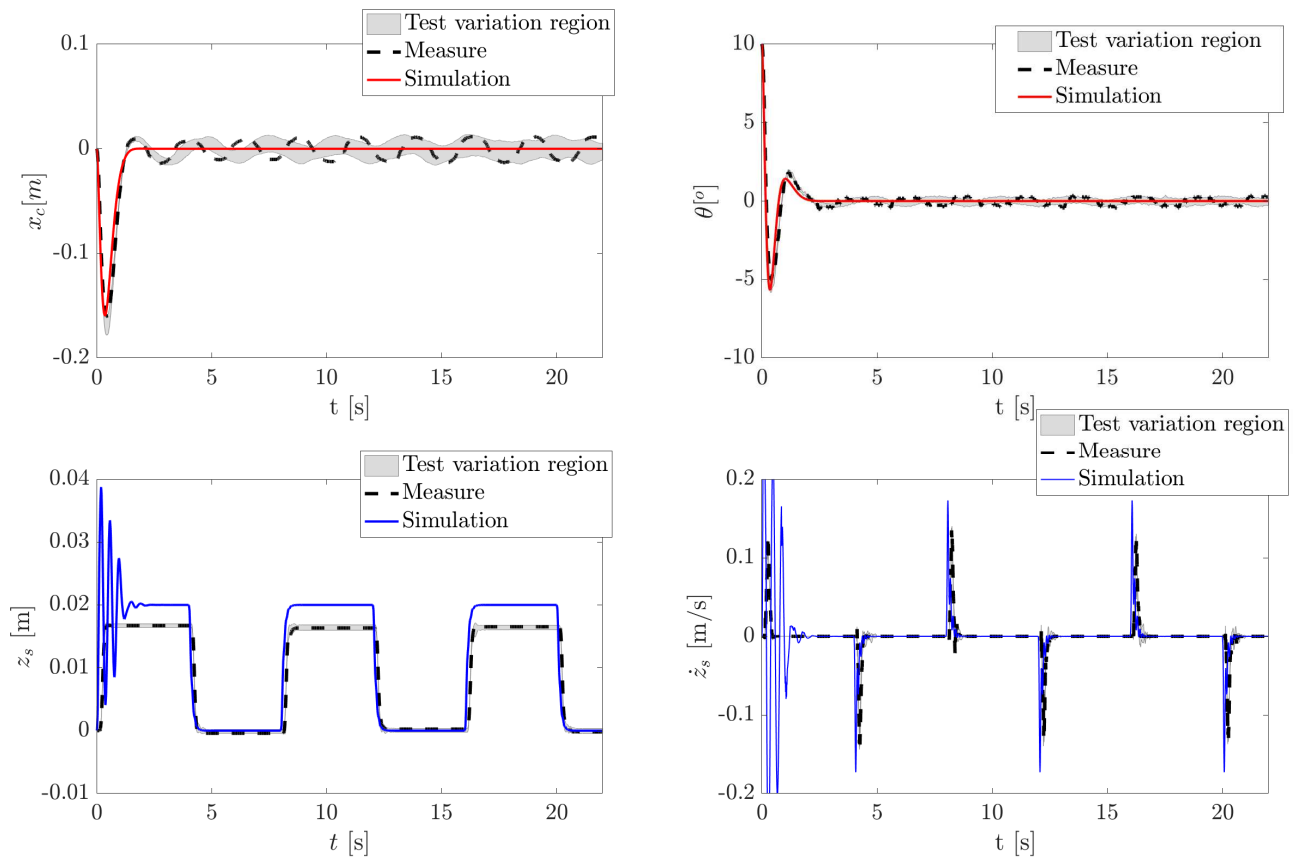 Test variation region
Measure
Simulation
0.1
0
-0.1
-0.2
x_c[m]
0 5 10 15 20
t [s]
Test variation region
Measure
Simulation
10
5
0
-5
-10
θ[°]
0 5 10 15 20
t [s]
Test variation region
Measure
Simulation
0.04
0.03
0.02
0.01
0
-0.01
z_s [m]
0 5 10 15 20
t [s]
Test variation region
Measure
Simulation
0.2
0.1
0
-0.1
-0.2
ż_s [m/s]
0 5 10 15 20
t [s]